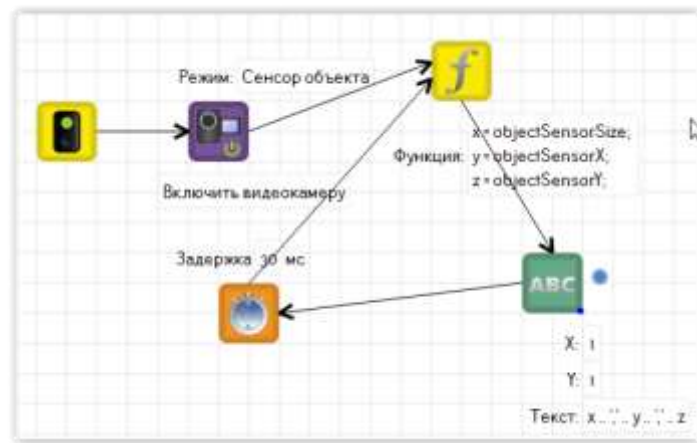 Режим: Сенсор объекта
x = objectSensorSize;
Функция: y = objectSensorX;
z = objectSensorY;
Включить видеокамеру
Задержка 30 мс
ABC
X: 1
Y: 1
Текст: x .. "," .. y .. "," .. z